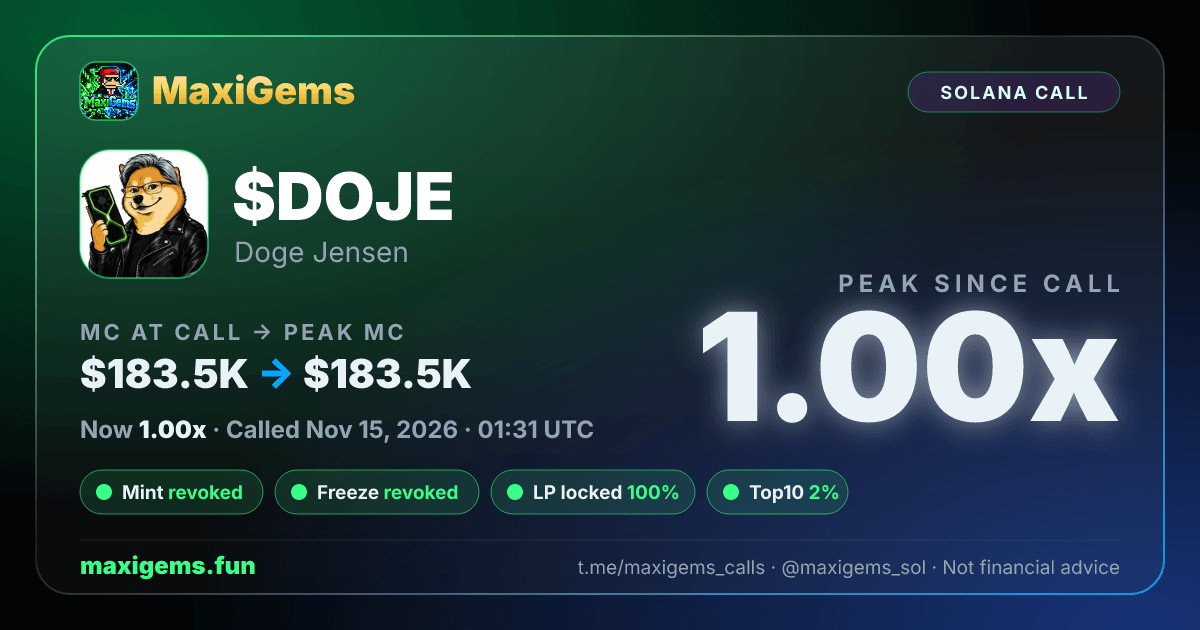 MaxiGems
MaxiGems
SOLANA CALL
$DOJE
Doge Jensen
PEAK SINCE CALL
1.00x
MC AT CALL → PEAK MC
$183.5K → $183.5K
Now 1.00x · Called Nov 15, 2026 · 01:31 UTC
Mint revoked
Freeze revoked
LP locked 100%
Top10 2%
maxigems.fun
t.me/maxigems_calls · @maxigems_sol · Not financial advice